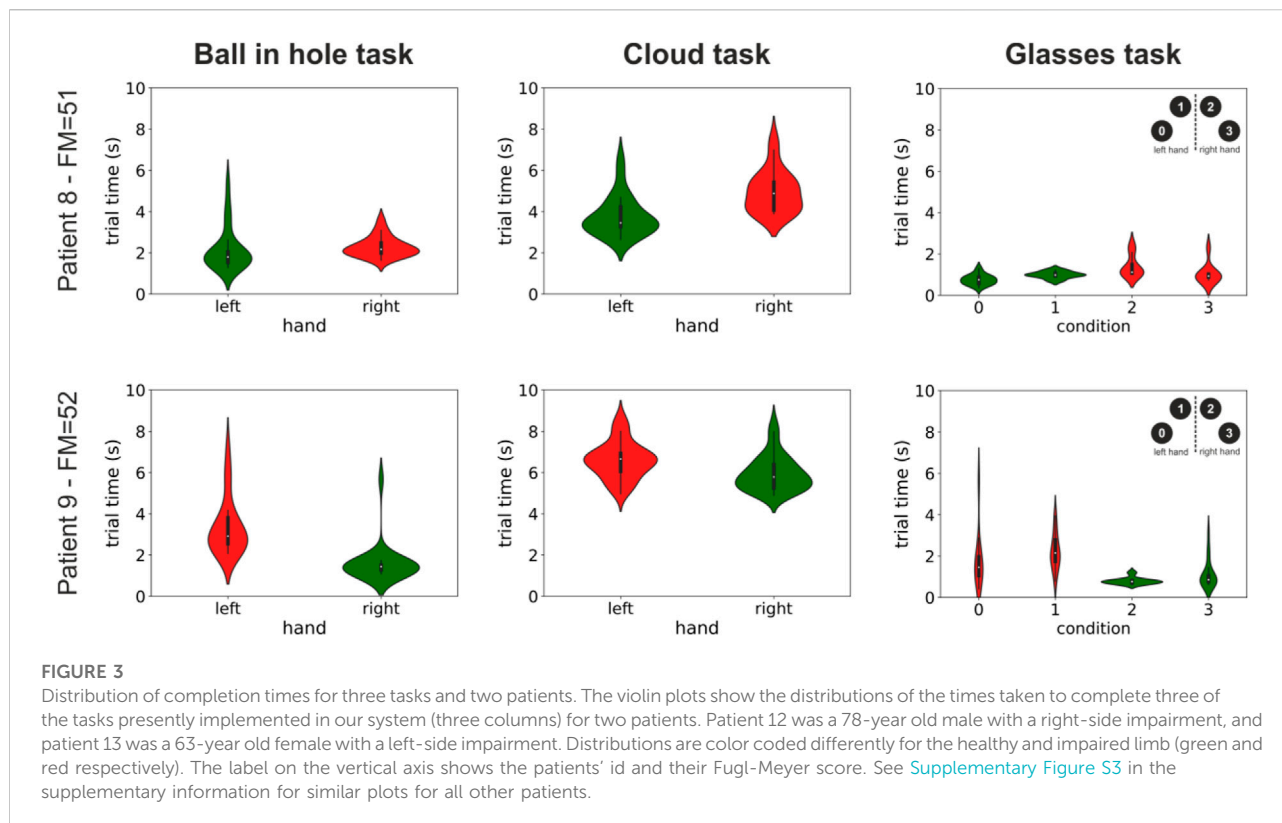 Ball in hole task
Cloud task
Glasses task
Patient 8 - FM=51
trial time (s)
10
8
6
4
2
0
left
right
hand
trial time (s)
10
8
6
4
2
0
left
right
hand
trial time (s)
10
8
6
4
2
0
0
1
2
3
condition
1
2
0
3
left hand
right hand
Patient 9 - FM=52
trial time (s)
10
8
6
4
2
0
left
right
hand
trial time (s)
10
8
6
4
2
0
left
right
hand
trial time (s)
10
8
6
4
2
0
0
1
2
3
condition
1
2
0
3
left hand
right hand
FIGURE 3
Distribution of completion times for three tasks and two patients. The violin plots show the distributions of the times taken to complete three of
the tasks presently implemented in our system (three columns) for two patients. Patient 12 was a 78-year old male with a right-side impairment, and
patient 13 was a 63-year old female with a left-side impairment. Distributions are color coded differently for the healthy and impaired limb (green and
red respectively). The label on the vertical axis shows the patients' id and their Fugl-Meyer score. See Supplementary Figure S3 in the
supplementary information for similar plots for all other patients.